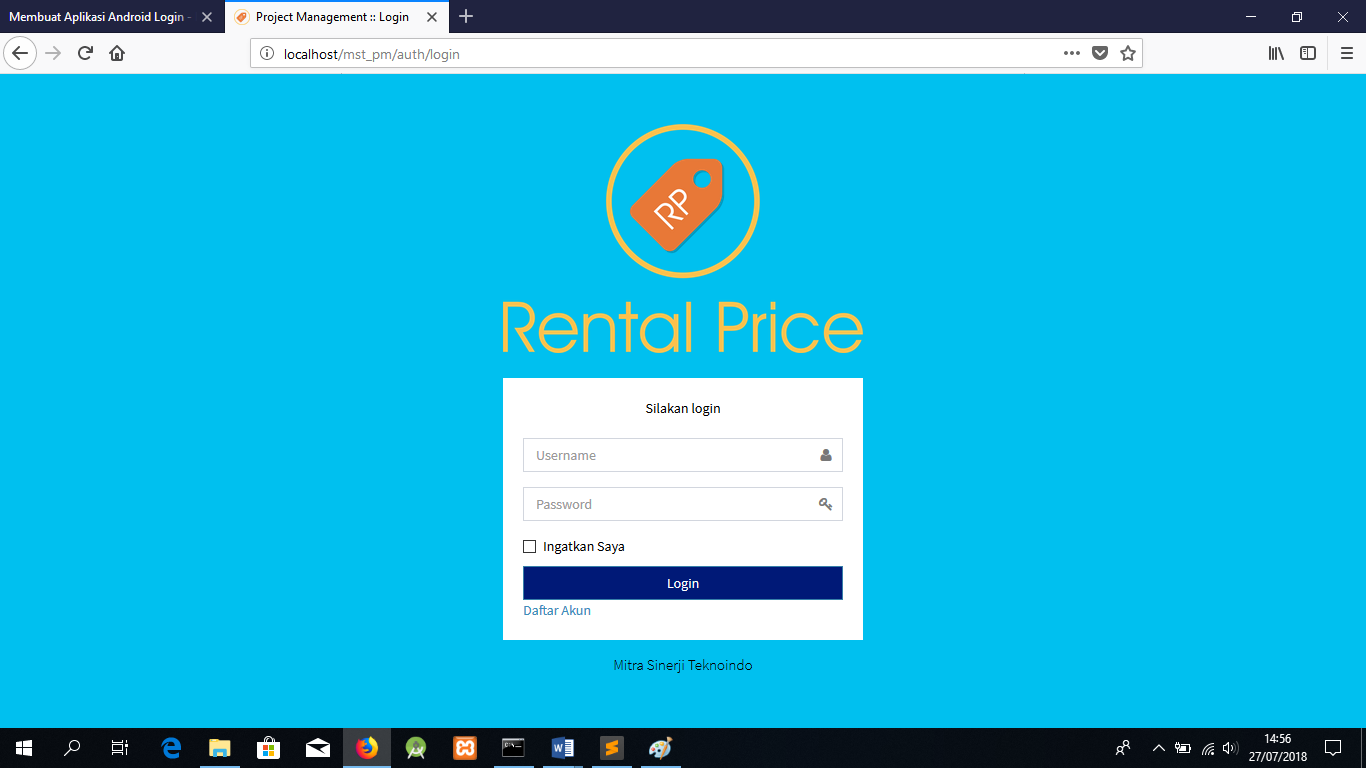 Membuat Aplikasi Android Login -
Project Management :: Login
localhost/mst_pm/auth/login
RP
Rental Price
Silakan login
Username
Password
Ingatkan Saya
Login
Daftar Akun
Mitra Sinerji Teknoindo
14:56
27/07/2018